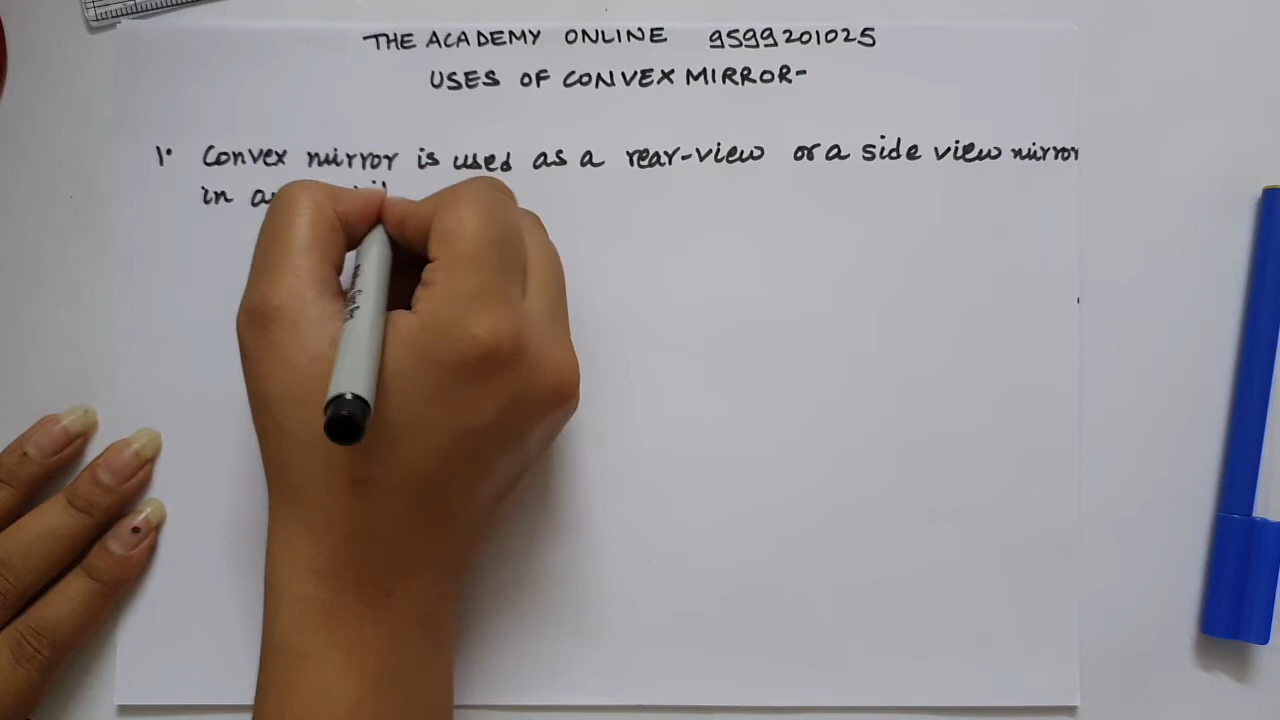 THE ACADEMY ONLINE 9599201025
USES OF CONVEX MIRROR-
1. Convex mirror is used as a rear-view or a side view mirror
in